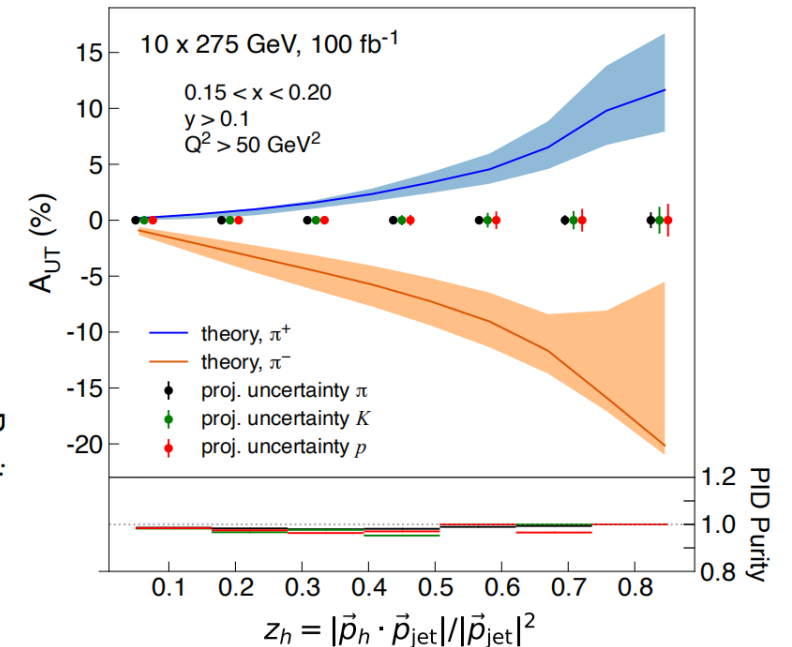 10 x 275 GeV, 100 fb⁻¹
0.15 < x < 0.20
y > 0.1
Q² > 50 GeV²
15
10
5
0
-5
-10
-15
-20
A_UT (%)
theory, π⁺
theory, π⁻
proj. uncertainty π
proj. uncertainty K
proj. uncertainty p
1.2
1.0
0.8
PID Purity
0.1 0.2 0.3 0.4 0.5 0.6 0.7 0.8
z_h = |p⃗_h · p⃗_jet|/|p⃗_jet|²